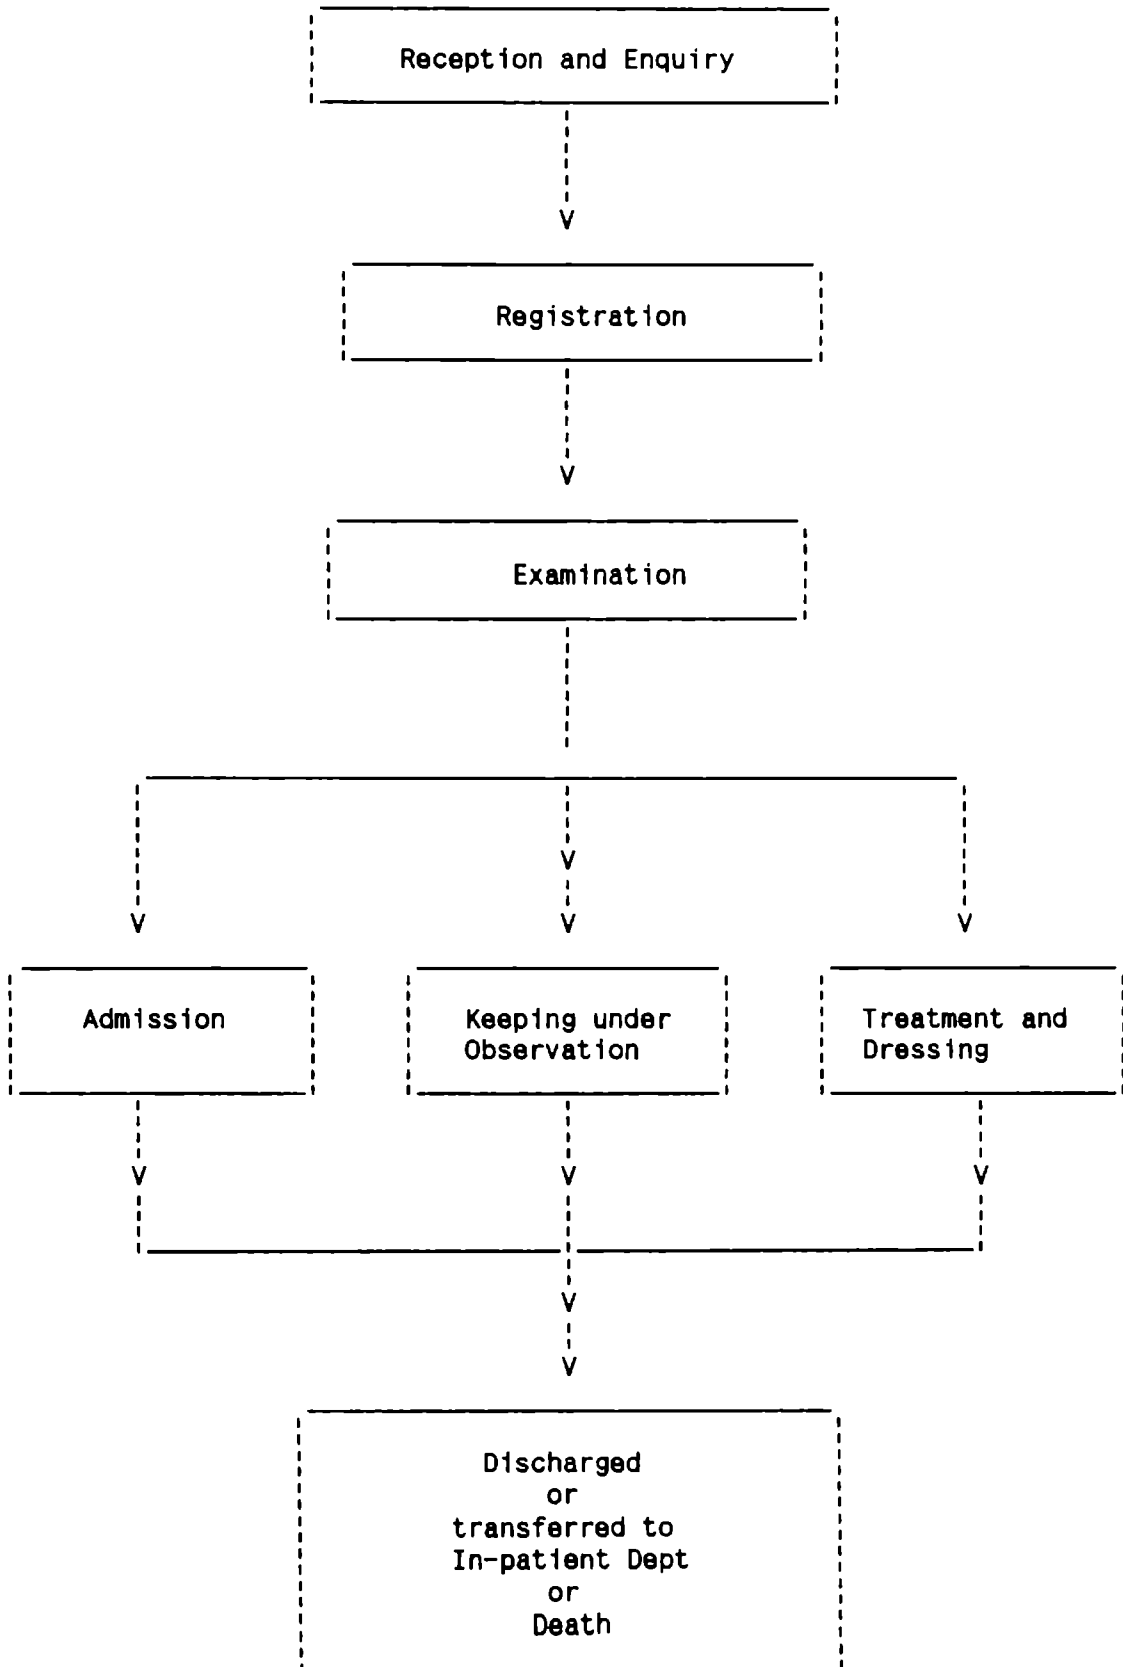 Reception and Enquiry
Registration
Examination
Admission
Keeping under
Observation
Treatment and
Dressing
Discharged
or
transferred to
In-patient Dept
or
Death